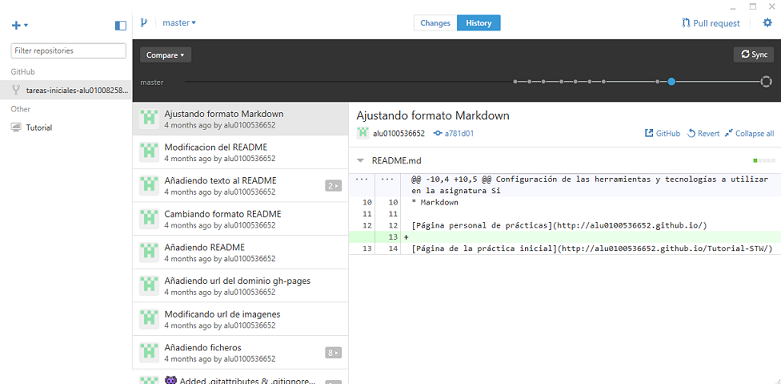 master
Changes
History
Pull request
Filter repositories
Compare
Sync
GitHub
master
tareas-iniciales-alu01008258...
Other
Tutorial
Ajustando formato Markdown
4 months ago by alu0100536652
Modificacion del README
4 months ago by alu0100536652
Añadiendo texto al README
4 months ago by alu0100536652
2
Cambiando formato README
4 months ago by alu0100536652
Añadiendo README
4 months ago by alu0100536652
Añadiendo url del dominio gh-pages
4 months ago by alu0100536652
Modificando url de imagenes
4 months ago by alu0100536652
Añadiendo ficheros
4 months ago by alu0100536652
8
Added .gitattributes & .gitignore...
Ajustando formato Markdown
alu0100536652
a781d01
GitHub
Revert
Collapse all
README.md
... ... @@ -10,4 +10,5 @@ Configuración de las herramientas y tecnologías a utilizar
en la asignatura Si
10 10 * Markdown
11 11
12 12 [Página personal de prácticas](http://alu0100536652.github.io/)
13 +
13 14 [Página de la práctica inicial](http://alu0100536652.github.io/Tutorial-STW/)